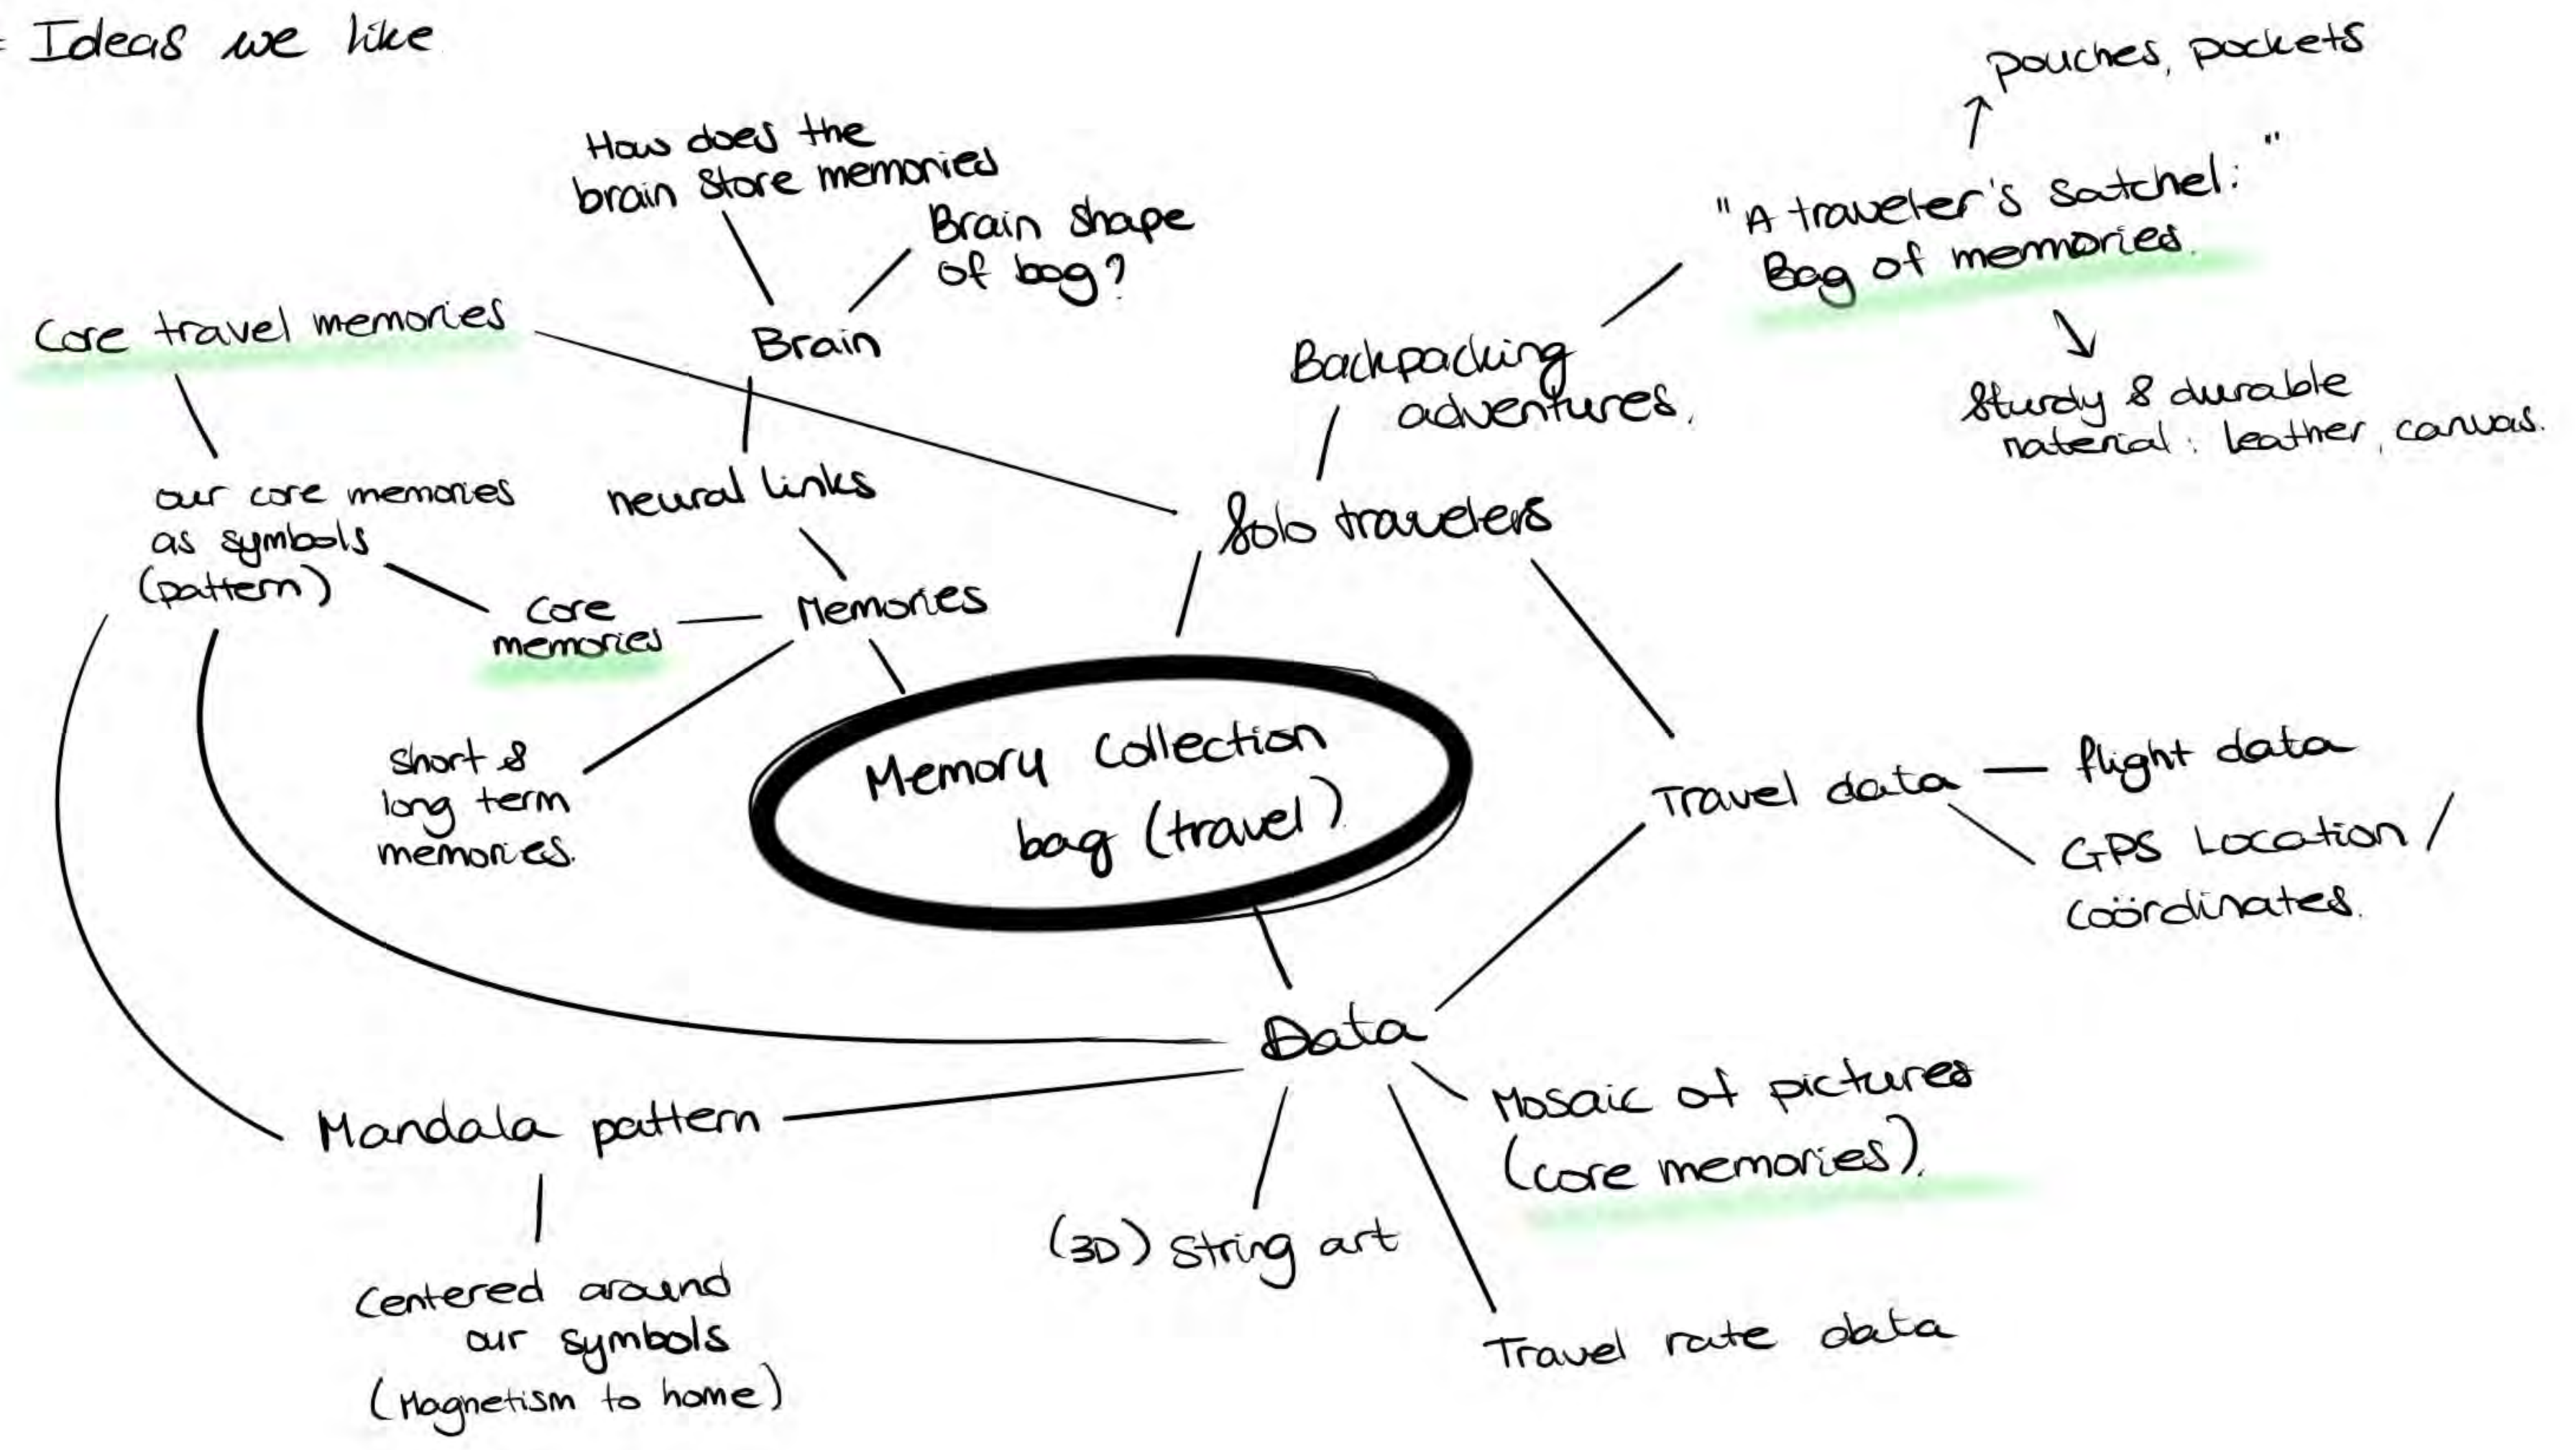 = Ideas we like
pouches, pockets
How does the
brain store memories
Brain shape
of bag?
"A traveler's satchel: "
Bag of memories.
Core travel memories
Brain
Backpacking
adventures.
Sturdy & durable
material: leather, canvas.
our core memories
as symbols
(pattern)
neural links
Solo travelers
Core
memories
Memories
Short &
long term
memories.
Memory Collection
bag (travel)
Travel data
flight data
GPS Location /
coördinates.
Data
Mandala pattern
Mosaic of pictures
(core memories).
(3D) String art
Centered around
our symbols
(Magnetism to home)
Travel rate data